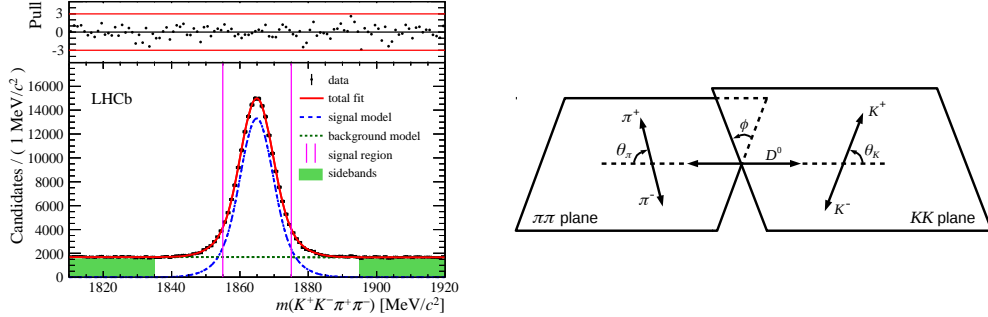 Pull
3
0
-3
Candidates / ( 1 MeV/c² )
16000
14000
12000
10000
8000
6000
4000
2000
0
LHCb
data
total fit
signal model
background model
signal region
sidebands
1820 1840 1860 1880 1900 1920
m(K⁺K⁻π⁺π⁻) [MeV/c²]
π⁺
θπ
π⁻
ππ plane
ϕ
D⁰
K⁺
θK
K⁻
KK plane